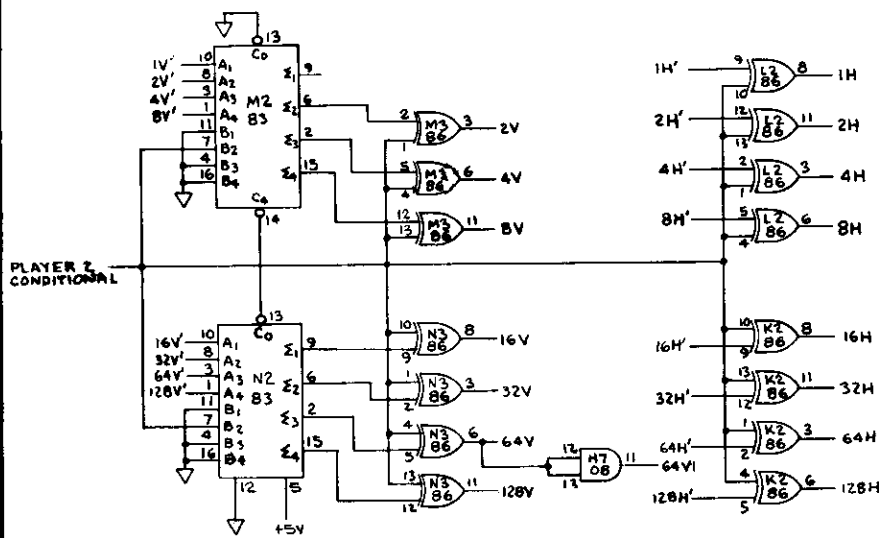 13
C0
1V' 10 A1
2V' 8 A2
4V' 3 A3
8V' 1 A4
11 B1
7 B2
4 B3
16 B4
M2
83
Σ1 9
Σ2 6
Σ3 2
Σ4 15
C4
14
2 1 M3 86 3 2V
5 4 M3 86 6 4V
12 13 M3 86 11 8V
1H' 9 10 L2 86 8 1H
2H' 12 13 L2 86 11 2H
4H' 2 1 L2 86 3 4H
8H' 5 4 L2 86 6 8H
PLAYER 2
CONDITIONAL
13
C0
16V' 10 A1
32V' 8 A2
64V' 3 A3
128V' 1 A4
11 B1
7 B2
4 B3
16 B4
N2
83
Σ1 9
Σ2 6
Σ3 2
Σ4 15
12
5
+5V
10 9 N3 86 8 16V
1 2 N3 86 3 32V
4 5 N3 86 6 64V
13 12 N3 86 11 128V
12 13 H7 08 11 64V1
16H' 10 9 K2 86 8 16H
32H' 13 12 K2 86 11 32H
64H' 1 2 K2 86 3 64H
128H' 4 5 K2 86 6 128H